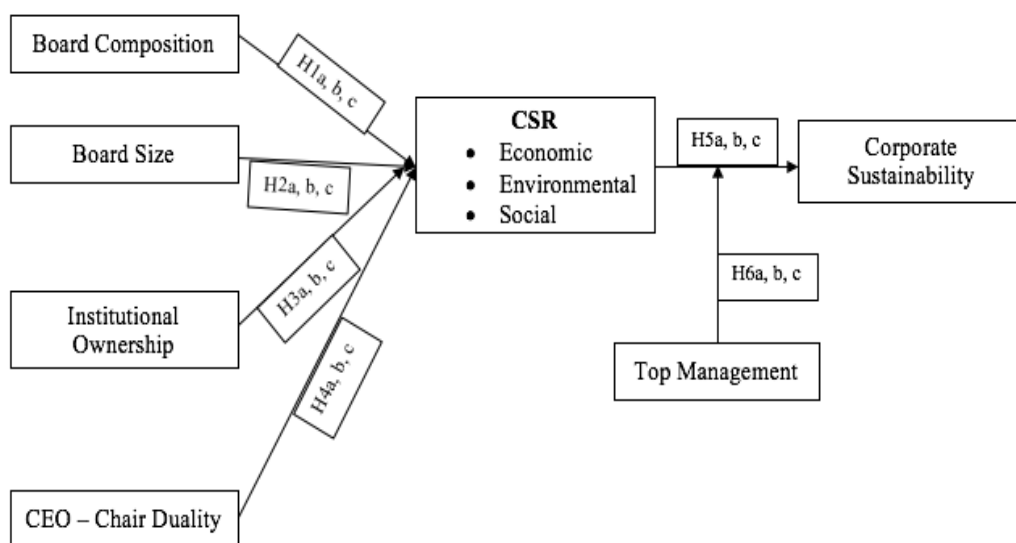 Board Composition
H1a, b, c
Board Size
H2a, b, c
Institutional
Ownership
H3a, b, c
CEO – Chair Duality
H4a, b, c
CSR
• Economic
• Environmental
• Social
H5a, b, c
Corporate
Sustainability
H6a, b, c
Top Management